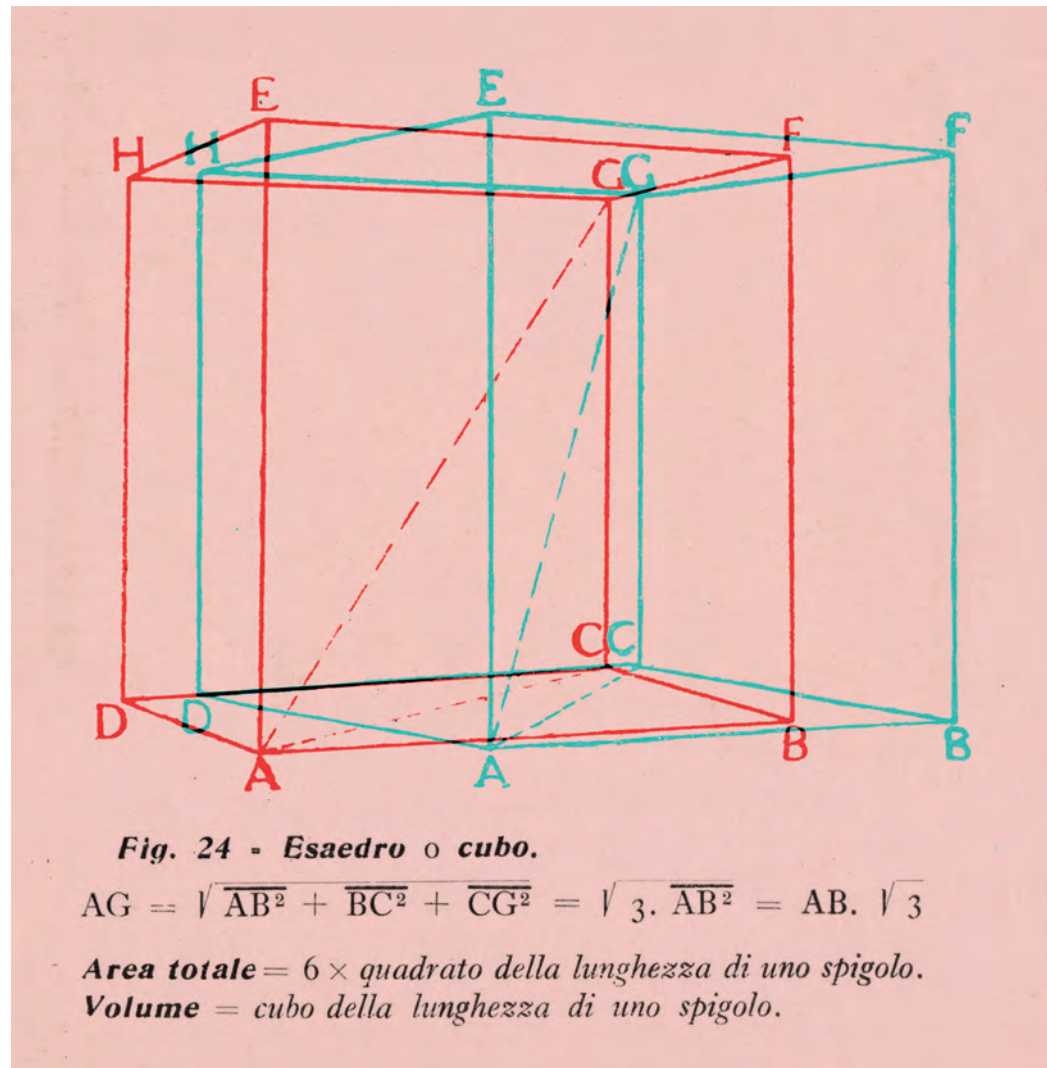 E
E
H
H
F
F
G
G
C
C
D
D
A
A
B
B
Fig. 24 - Esaedro o cubo.
AG = √ AB² + BC² + CG² = √ 3. AB² = AB. √ 3
Area totale = 6 × quadrato della lunghezza di uno spigolo.
Volume = cubo della lunghezza di uno spigolo.